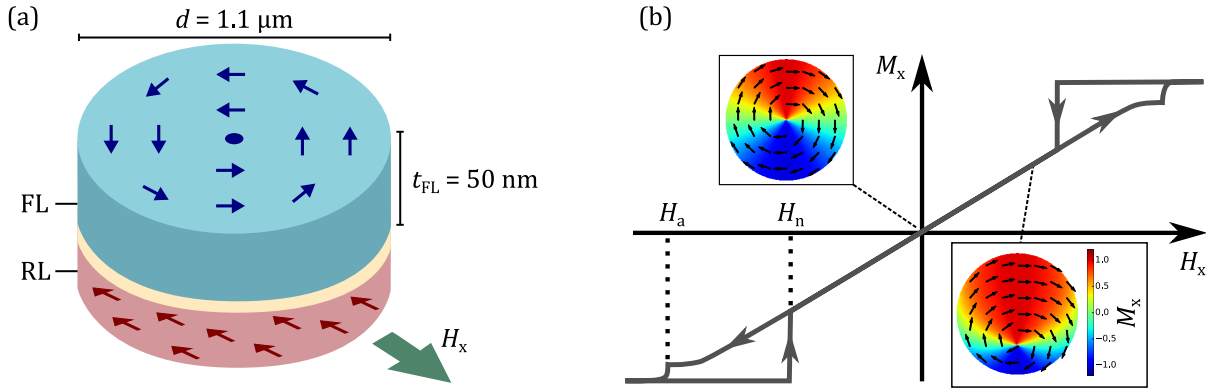 (a)
d = 1.1 μm
t_FL = 50 nm
FL
RL
H_x
(b)
M_x
H_a
H_n
H_x
1.0
0.5
0.0
−0.5
−1.0
M_x